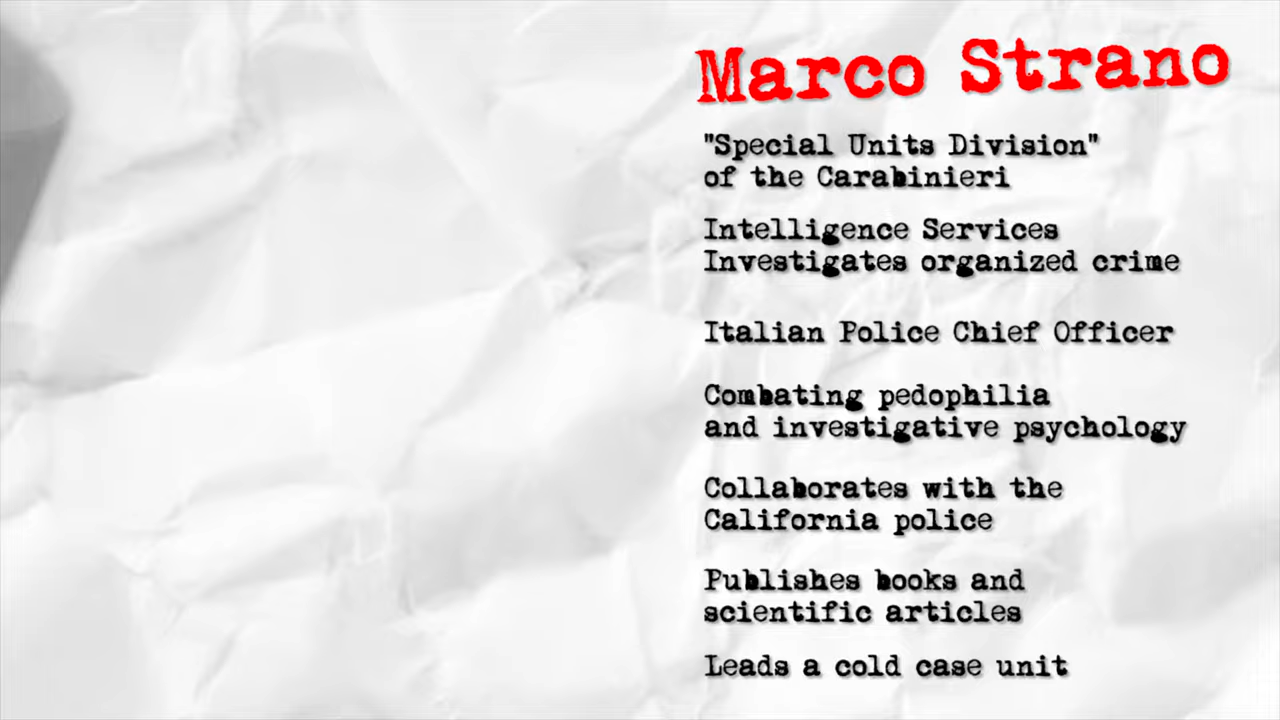 Marco Strano
"Special Units Division"
of the Carabinieri
Intelligence Services
Investigates organized crime
Italian Police Chief Officer
Combating pedophilia
and investigative psychology
Collaborates with the
California police
Publishes books and
scientific articles
Leads a cold case unit